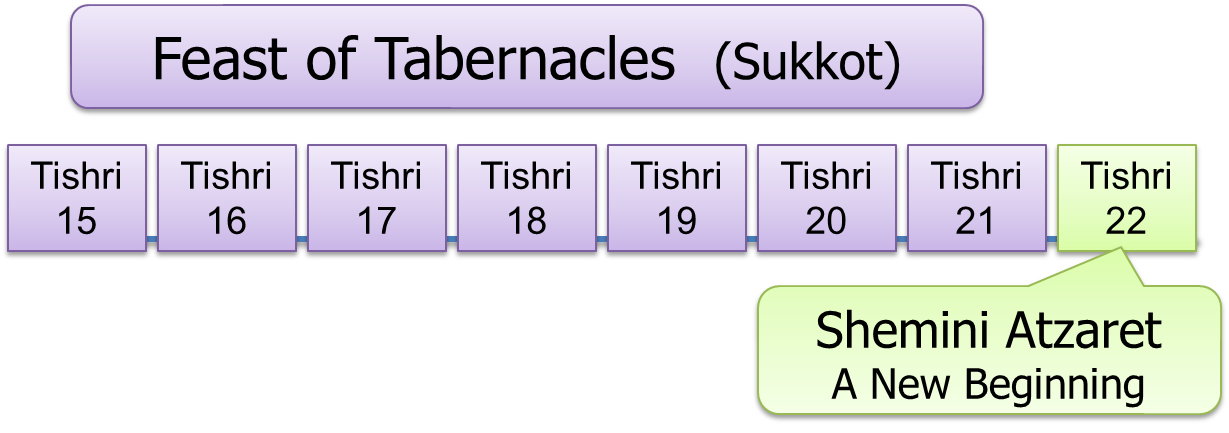 Feast of Tabernacles (Sukkot)
Tishri 15
Tishri 16
Tishri 17
Tishri 18
Tishri 19
Tishri 20
Tishri 21
Tishri 22
Shemini Atzaret
A New Beginning